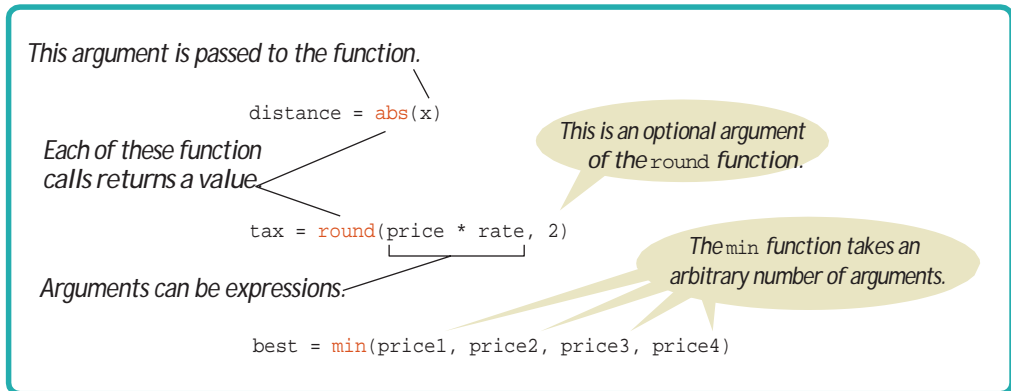 This argument is passed to the function.
distance = abs(x)
Each of these function
calls returns a value.
This is an optional argument
of the round function.
tax = round(price * rate, 2)
Arguments can be expressions.
The min function takes an
arbitrary number of arguments.
best = min(price1, price2, price3, price4)